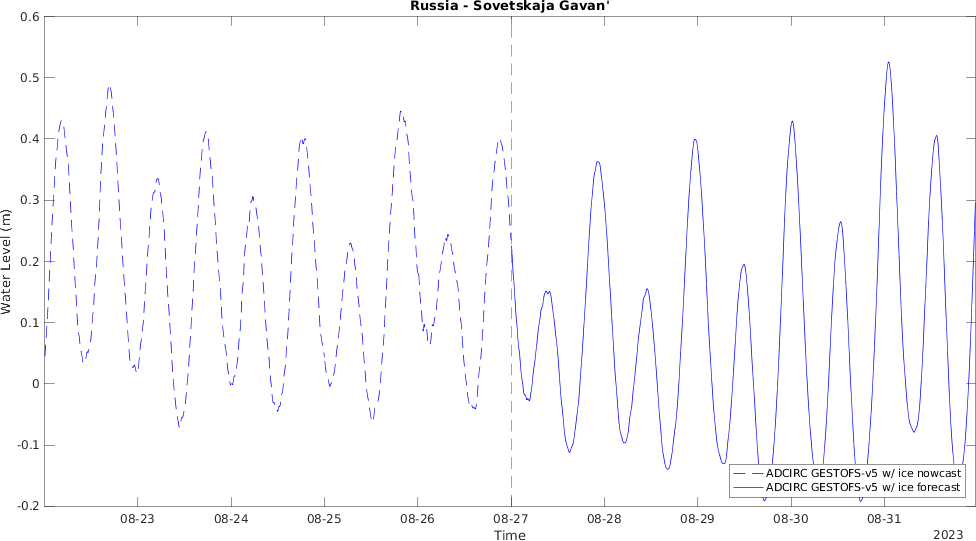 Russia - Sovetskaja Gavan'
0.6
0.5
0.4
0.3
0.2
0.1
0
-0.1
-0.2
Water Level (m)
ADCIRC GESTOFS-v5 w/ ice nowcast
ADCIRC GESTOFS-v5 w/ ice forecast
08-23 08-24 08-25 08-26 08-27 08-28 08-29 08-30 08-31
Time
2023